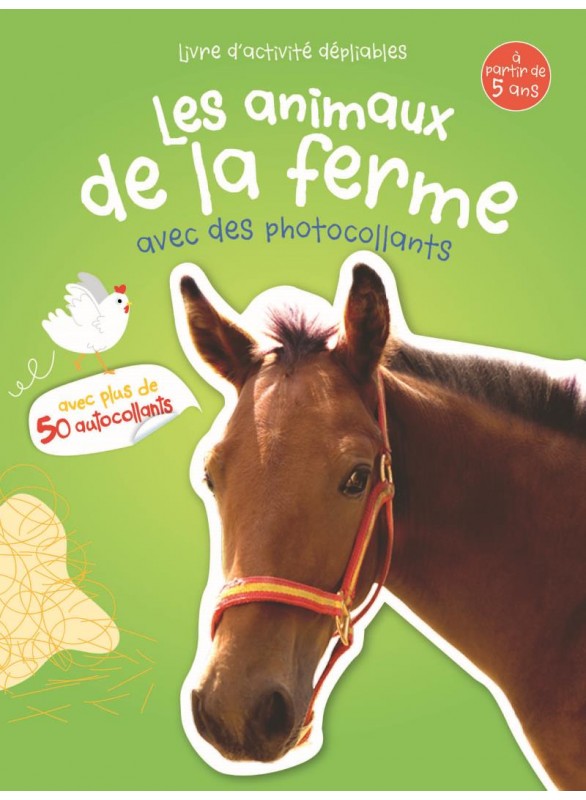 Livre d'activité dépliables
à
partir de
5 ans
Les animaux
de la ferme
avec des photocollants
avec plus de
50 autocollants